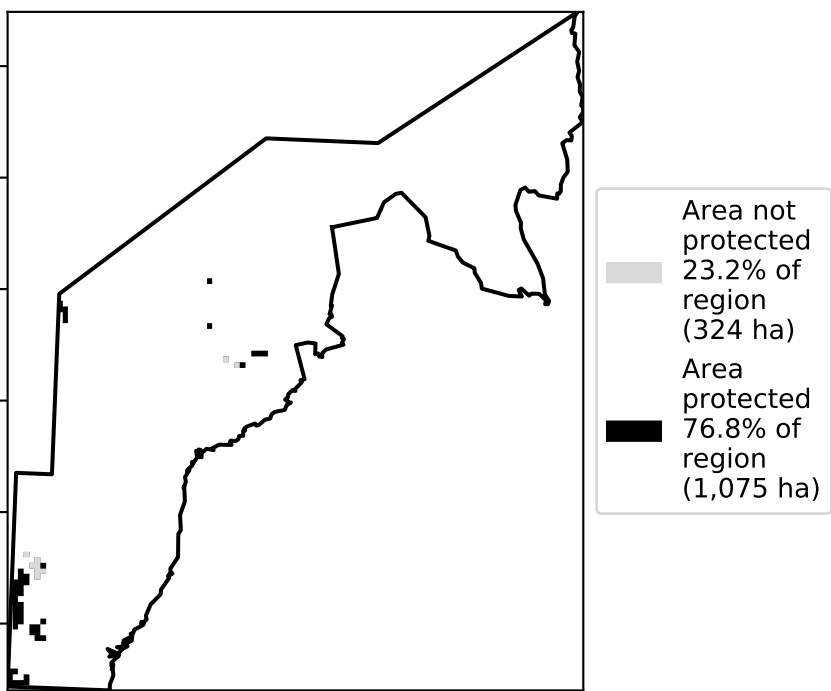 Area not
protected
23.2% of
region
(324 ha)
Area
protected
76.8% of
region
(1,075 ha)